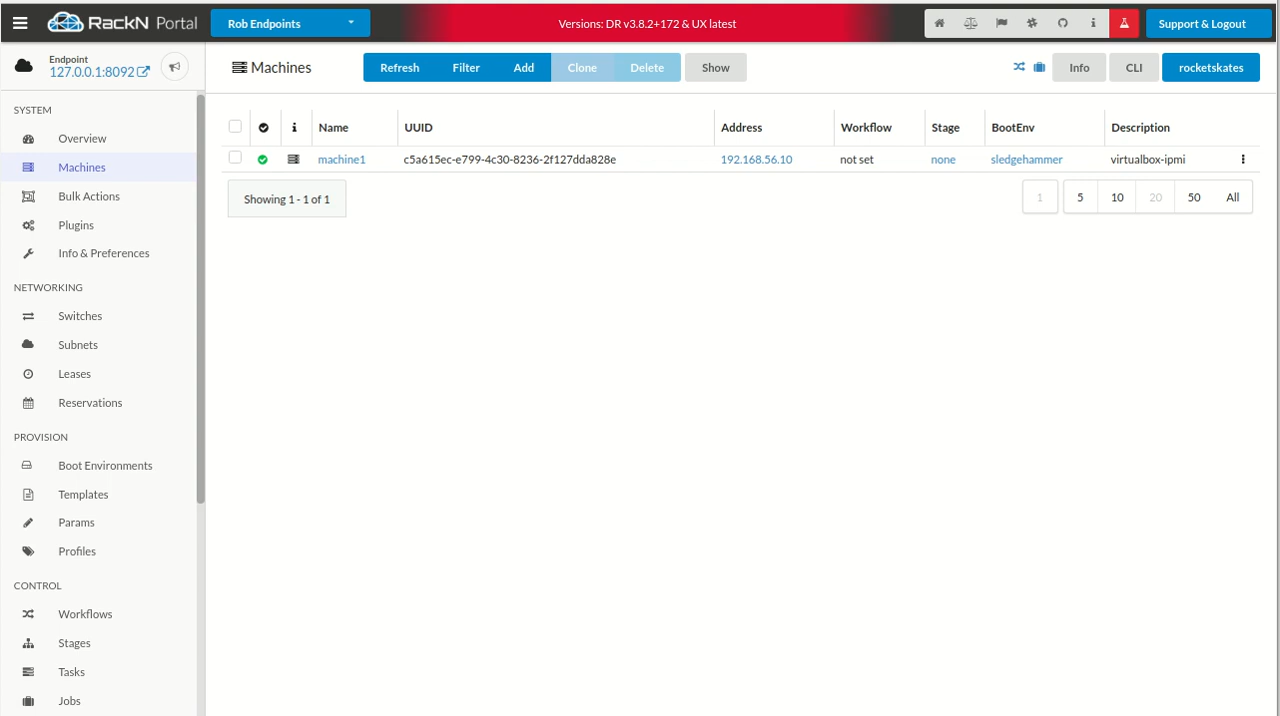 RackN Portal
Rob Endpoints
Versions: DR v3.8.2+172 & UX latest
Support & Logout
Endpoint
127.0.0.1:8092
Machines
Refresh Filter Add Clone Delete Show
Info CLI rocketskates
SYSTEM
Overview
Machines
Bulk Actions
Plugins
Info & Preferences
NETWORKING
Switches
Subnets
Leases
Reservations
PROVISION
Boot Environments
Templates
Params
Profiles
CONTROL
Workflows
Stages
Tasks
Jobs
Name UUID Address Workflow Stage BootEnv Description
machine1 c5a615ec-e799-4c30-8236-2f127dda828e 192.168.56.10 not set none sledgehammer virtualbox-ipmi
Showing 1 - 1 of 1
1 5 10 20 50 All